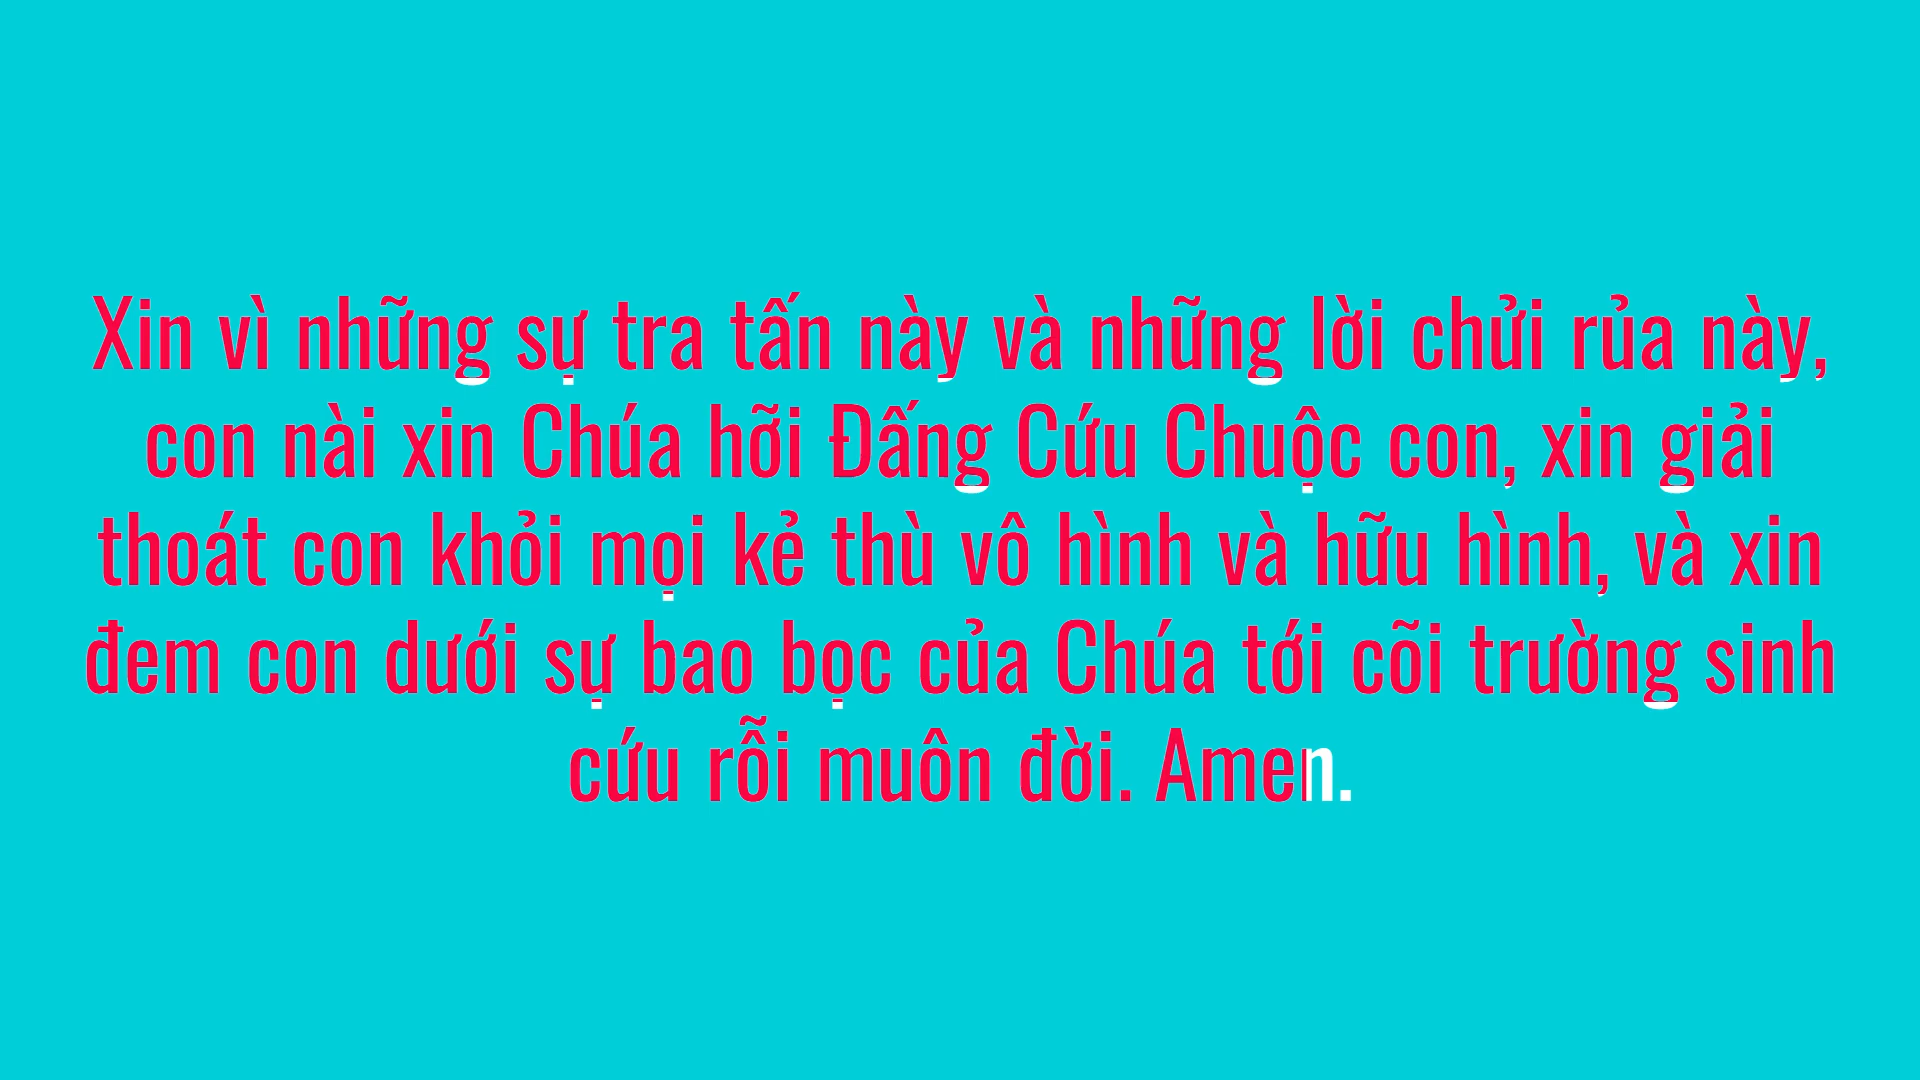 Xin vì những sự tra tấn này và những lời chửi rủa này,
con nài xin Chúa hỡi Đấng Cứu Chuộc con, xin giải
thoát con khỏi mọi kẻ thù vô hình và hữu hình, và xin
đem con dưới sự bao bọc của Chúa tới cõi trường sinh
cứu rỗi muôn đời. Amen.